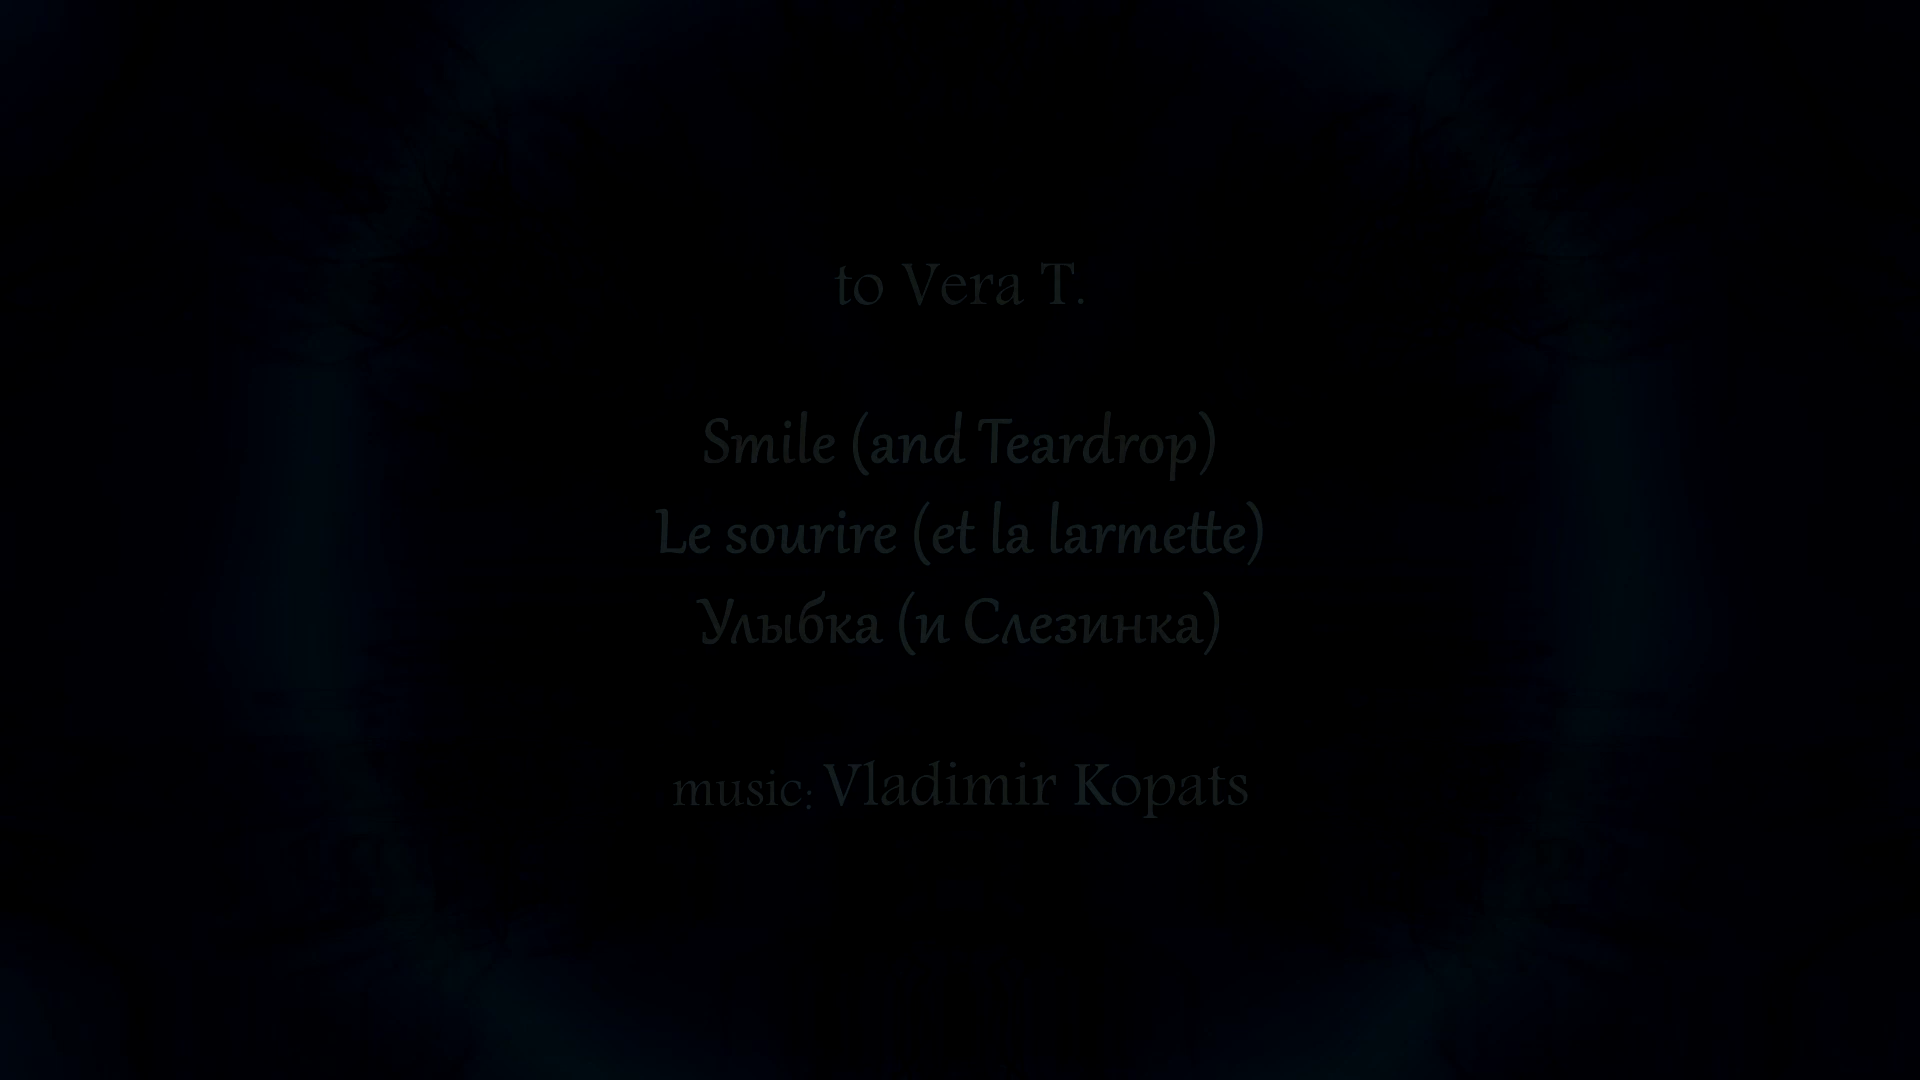 to Vera T.
Smile (and Teardrop)
Le sourire (et la larmette)
Улыбка (и Слезинка)
music: Vladimir Kopats